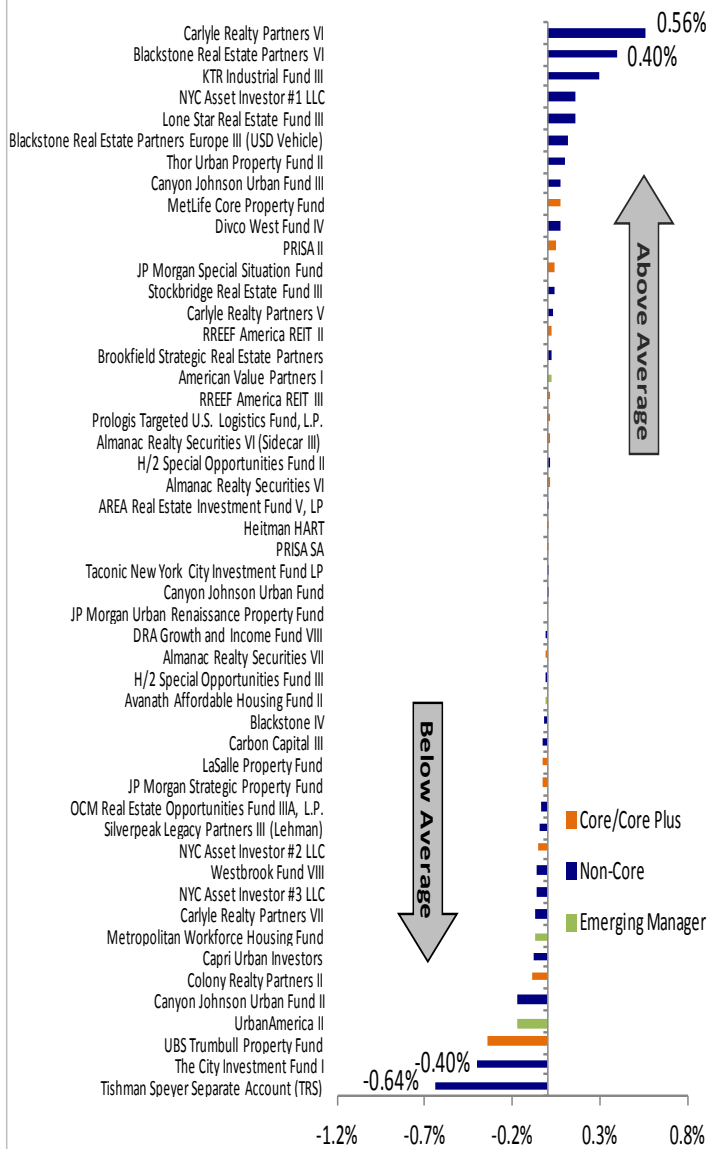 Carlyle Realty Partners VI
0.56%
Blackstone Real Estate Partners VI
0.40%
KTR Industrial Fund III
NYC Asset Investor #1 LLC
Lone Star Real Estate Fund III
Blackstone Real Estate Partners Europe III (USD Vehicle)
Thor Urban Property Fund II
Canyon Johnson Urban Fund III
MetLife Core Property Fund
Divco West Fund IV
PRISA II
JP Morgan Special Situation Fund
Stockbridge Real Estate Fund III
Carlyle Realty Partners V
RREEF America REIT II
Brookfield Strategic Real Estate Partners
American Value Partners I
RREEF America REIT III
Prologis Targeted U.S. Logistics Fund, L.P.
Almanac Realty Securities VI (Sidecar III)
H/2 Special Opportunities Fund II
Almanac Realty Securities VI
AREA Real Estate Investment Fund V, LP
Heitman HART
PRISA SA
Taconic New York City Investment Fund LP
Canyon Johnson Urban Fund
JP Morgan Urban Renaissance Property Fund
DRA Growth and Income Fund VIII
Almanac Realty Securities VII
H/2 Special Opportunities Fund III
Avanath Affordable Housing Fund II
Blackstone IV
Carbon Capital III
LaSalle Property Fund
JP Morgan Strategic Property Fund
OCM Real Estate Opportunities Fund IIIA, L.P.
Silverpeak Legacy Partners III (Lehman)
NYC Asset Investor #2 LLC
Westbrook Fund VIII
NYC Asset Investor #3 LLC
Carlyle Realty Partners VII
Metropolitan Workforce Housing Fund
Capri Urban Investors
Colony Realty Partners II
Canyon Johnson Urban Fund II
UrbanAmerica II
UBS Trumbull Property Fund
The City Investment Fund I
-0.40%
Tishman Speyer Separate Account (TRS)
-0.64%
Above Average
Below Average
Core/Core Plus
Non-Core
Emerging Manager
-1.2% -0.7% -0.2% 0.3% 0.8%